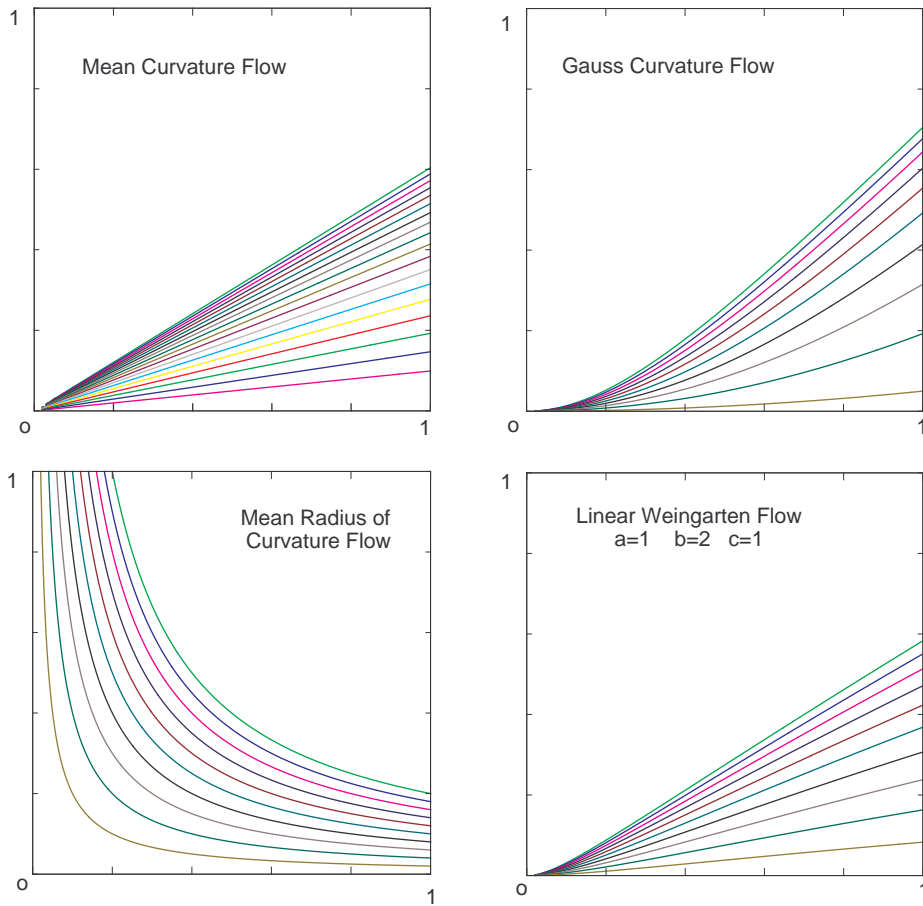 1
Mean Curvature Flow
o
1
1
Gauss Curvature Flow
o
1
1
Mean Radius of
Curvature Flow
o
1
1
Linear Weingarten Flow
a=1 b=2 c=1
o
1